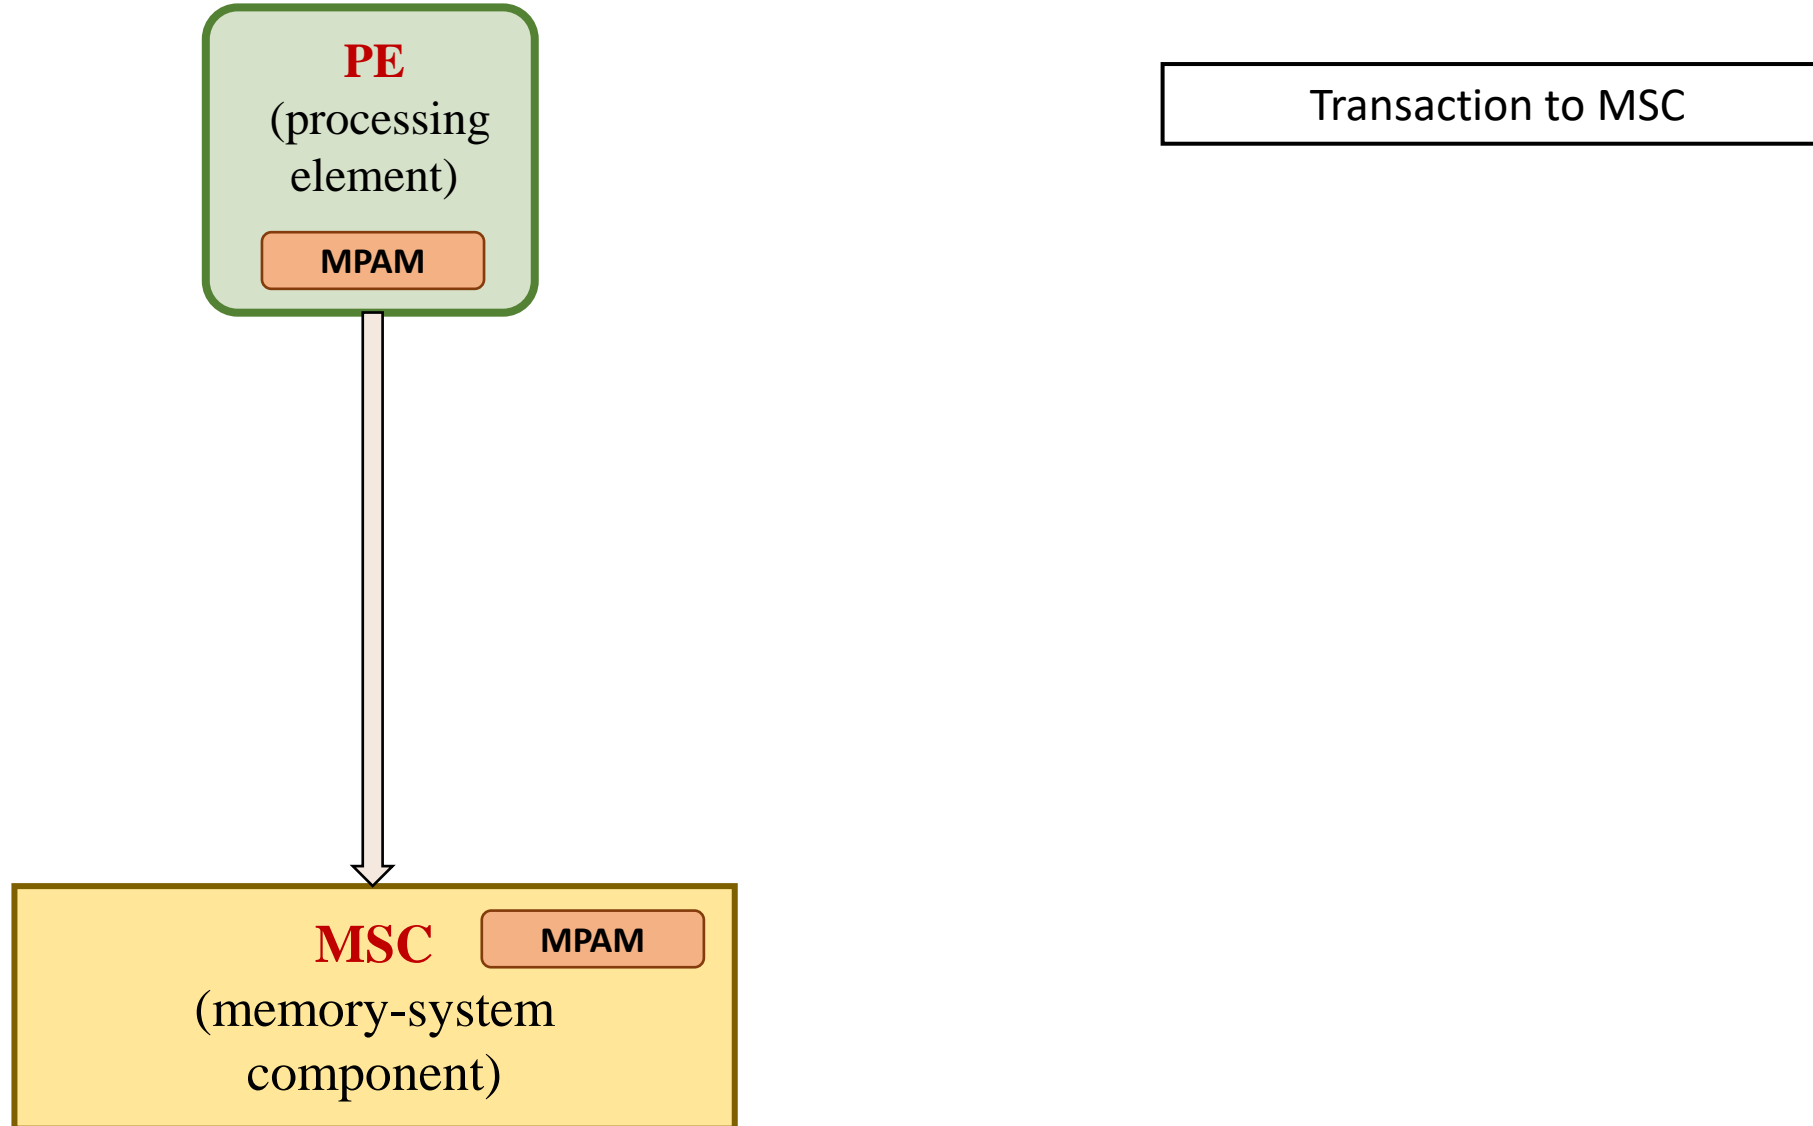 PE
(processing
element)
MPAM
Transaction to MSC
MSC
MPAM
(memory-system
component)